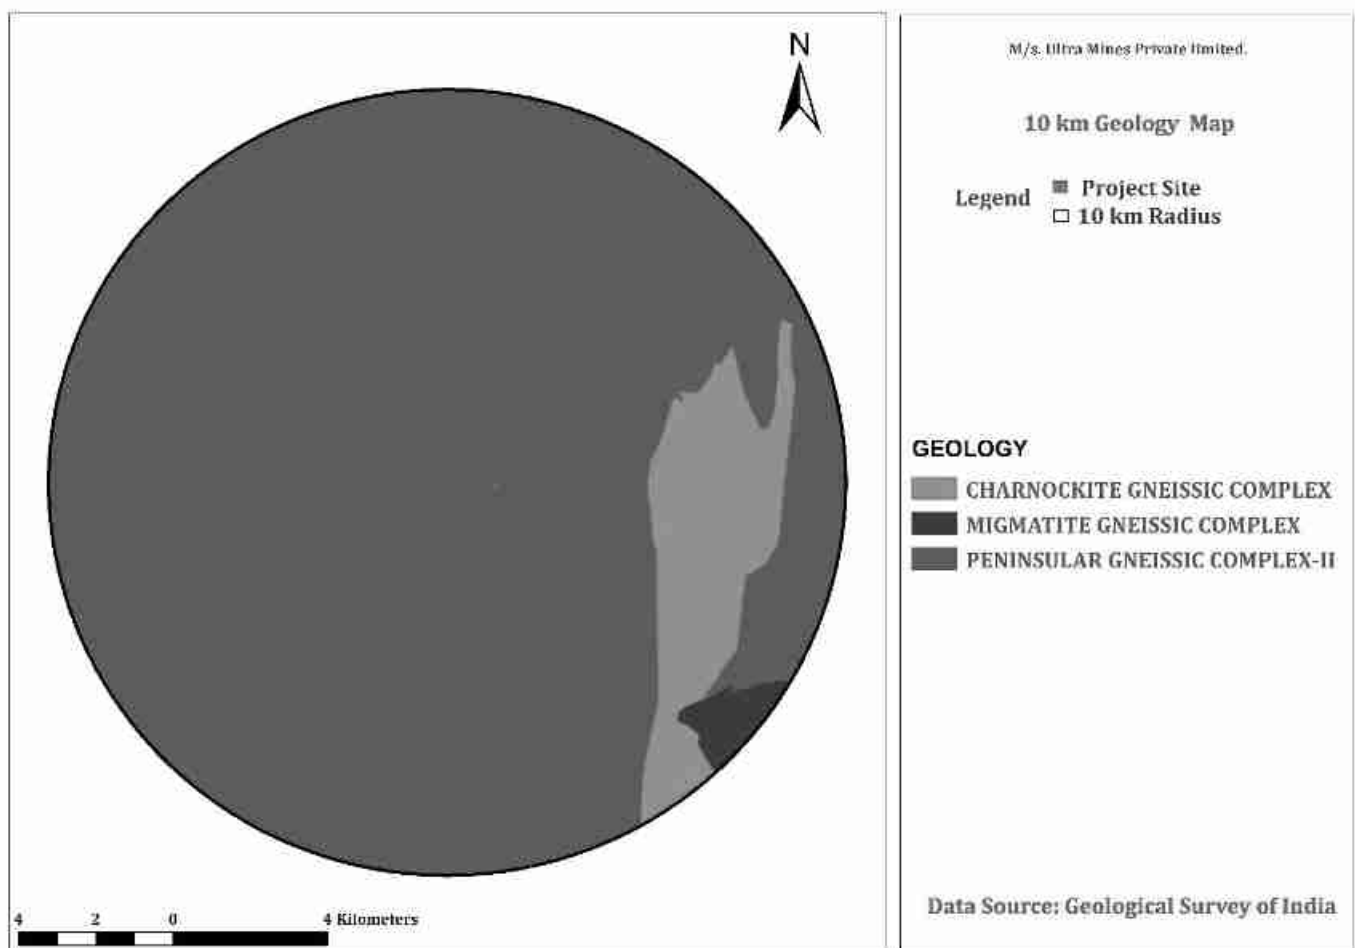 N
4 2 0 4 Kilometers
M/s. Ultra Mines Private limited.
10 km Geology Map
Legend
Project Site
10 km Radius
GEOLOGY
CHARNOCKITE GNEISSIC COMPLEX
MIGMATITE GNEISSIC COMPLEX
PENINSULAR GNEISSIC COMPLEX-II
Data Source: Geological Survey of India